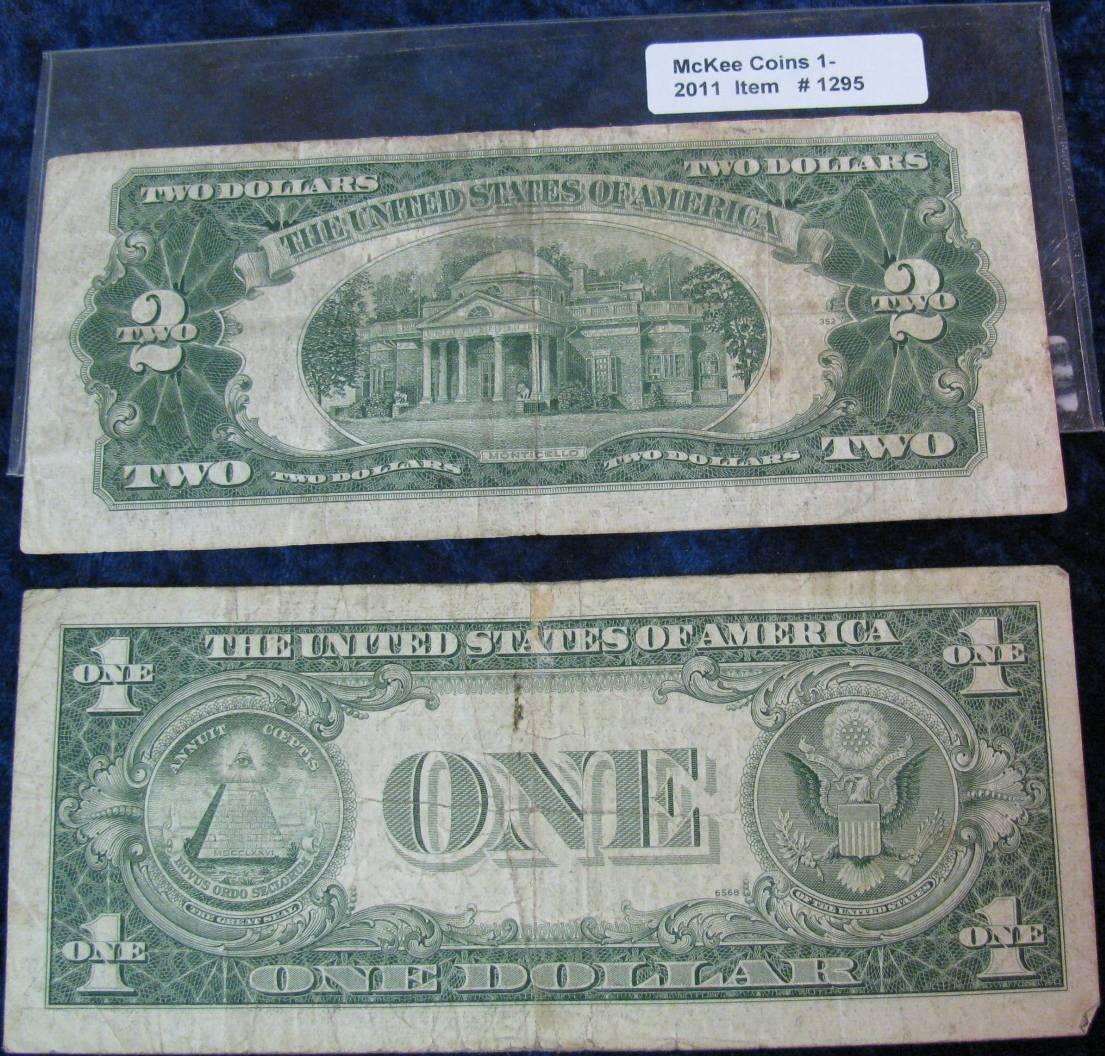 McKee Coins 1-
2011 Item # 1295
TWO DOLLARS TWO DOLLARS
THE UNITED STATES OF AMERICA
2 TWO
2 TWO
352
MONTICELLO
TWO TWO DOLLARS TWO DOLLARS TWO
THE UNITED STATES OF AMERICA
1 ONE
1 ONE
ANNUIT CŒPTIS
ONE
MDCCLXXVI
NOVUS ORDO SECLORUM
THE GREAT SEAL
OF THE UNITED STATES
6568
1 ONE
1 ONE
ONE DOLLAR